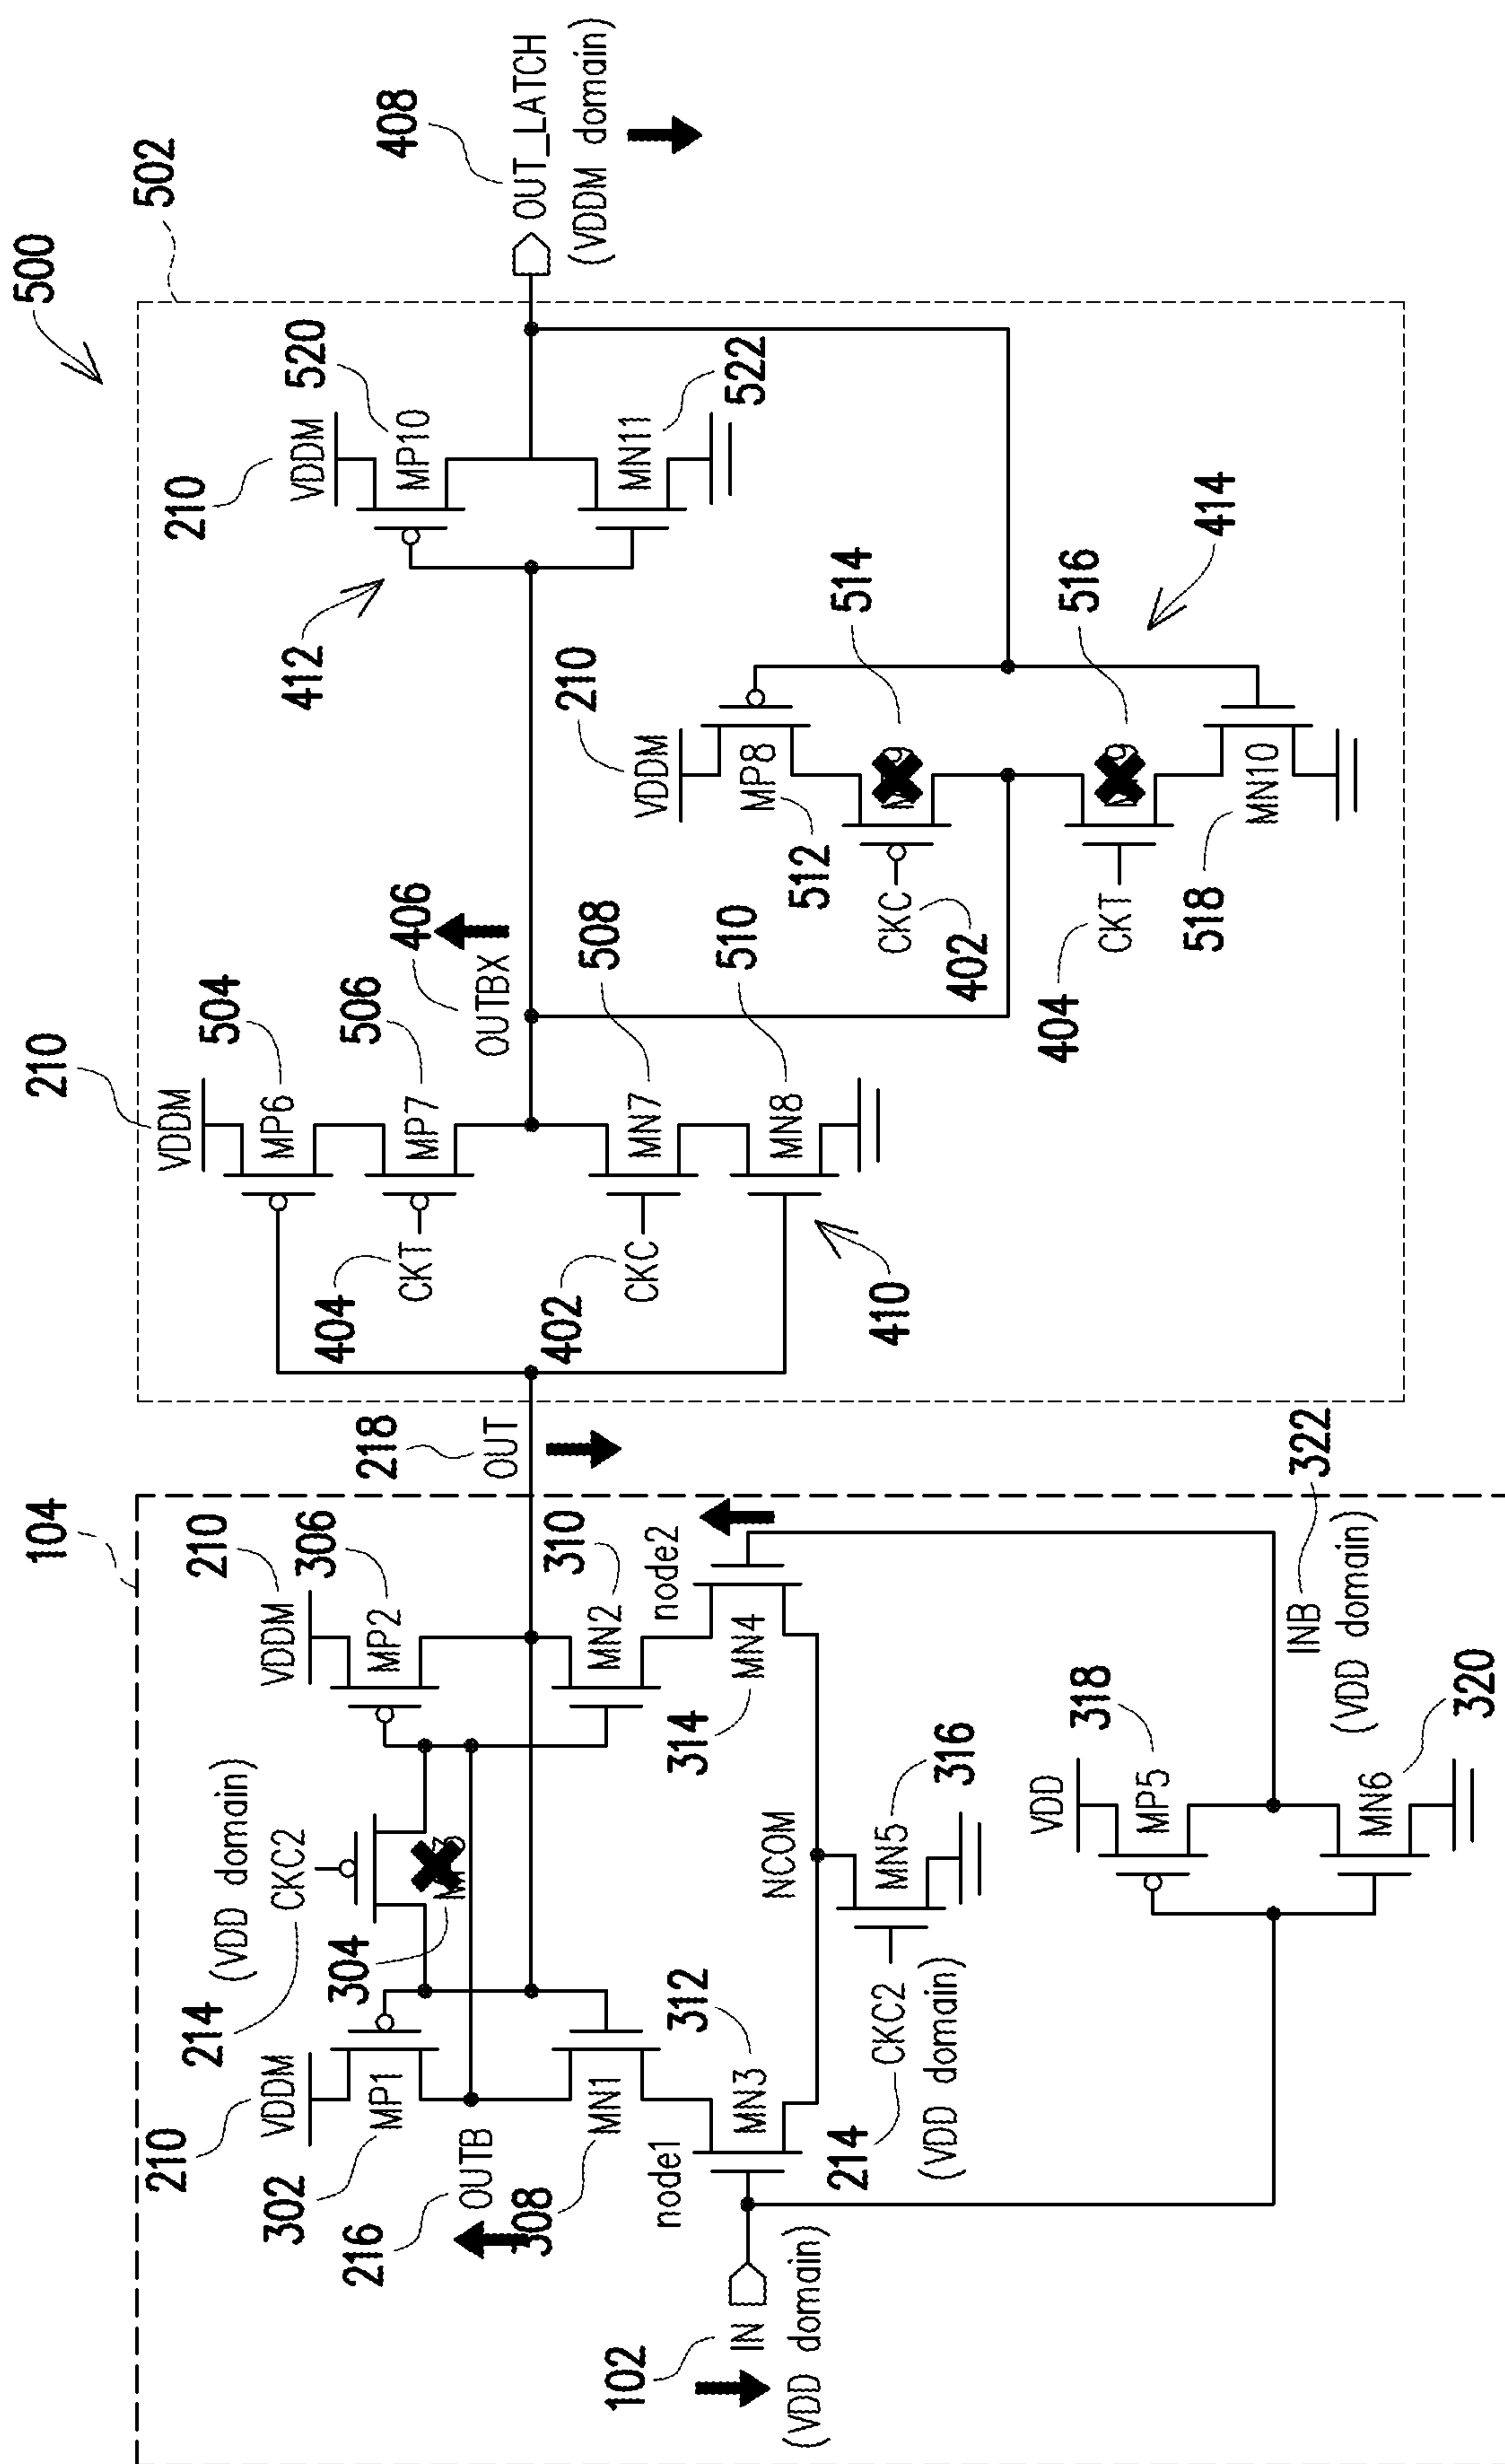 500
502
104
210
VDDM
504
MP6
506
MP7
404
CKT
OUTBX
406
402
CKC
508
MN7
510
MN8
410
412
210
VDDM
520
MP10
MN11
522
408
OUT_LATCH
(VDDM domain)
210
VDDM
MP8
512
514
CKC
402
516
CKT
404
MN10
518
414
218
OUT
210
VDDM
306
MP2
310
MN2
node2
MN4
314
(VDD domain)
CKC2
214
304
210
VDDM
MP1
302
OUTB
216
308
MN1
node1
312
MN3
NCOM
MN5
316
CKC2
214
(VDD domain)
102
IN
(VDD domain)
VDD
318
MP5
MN6
320
INB
322
(VDD domain)